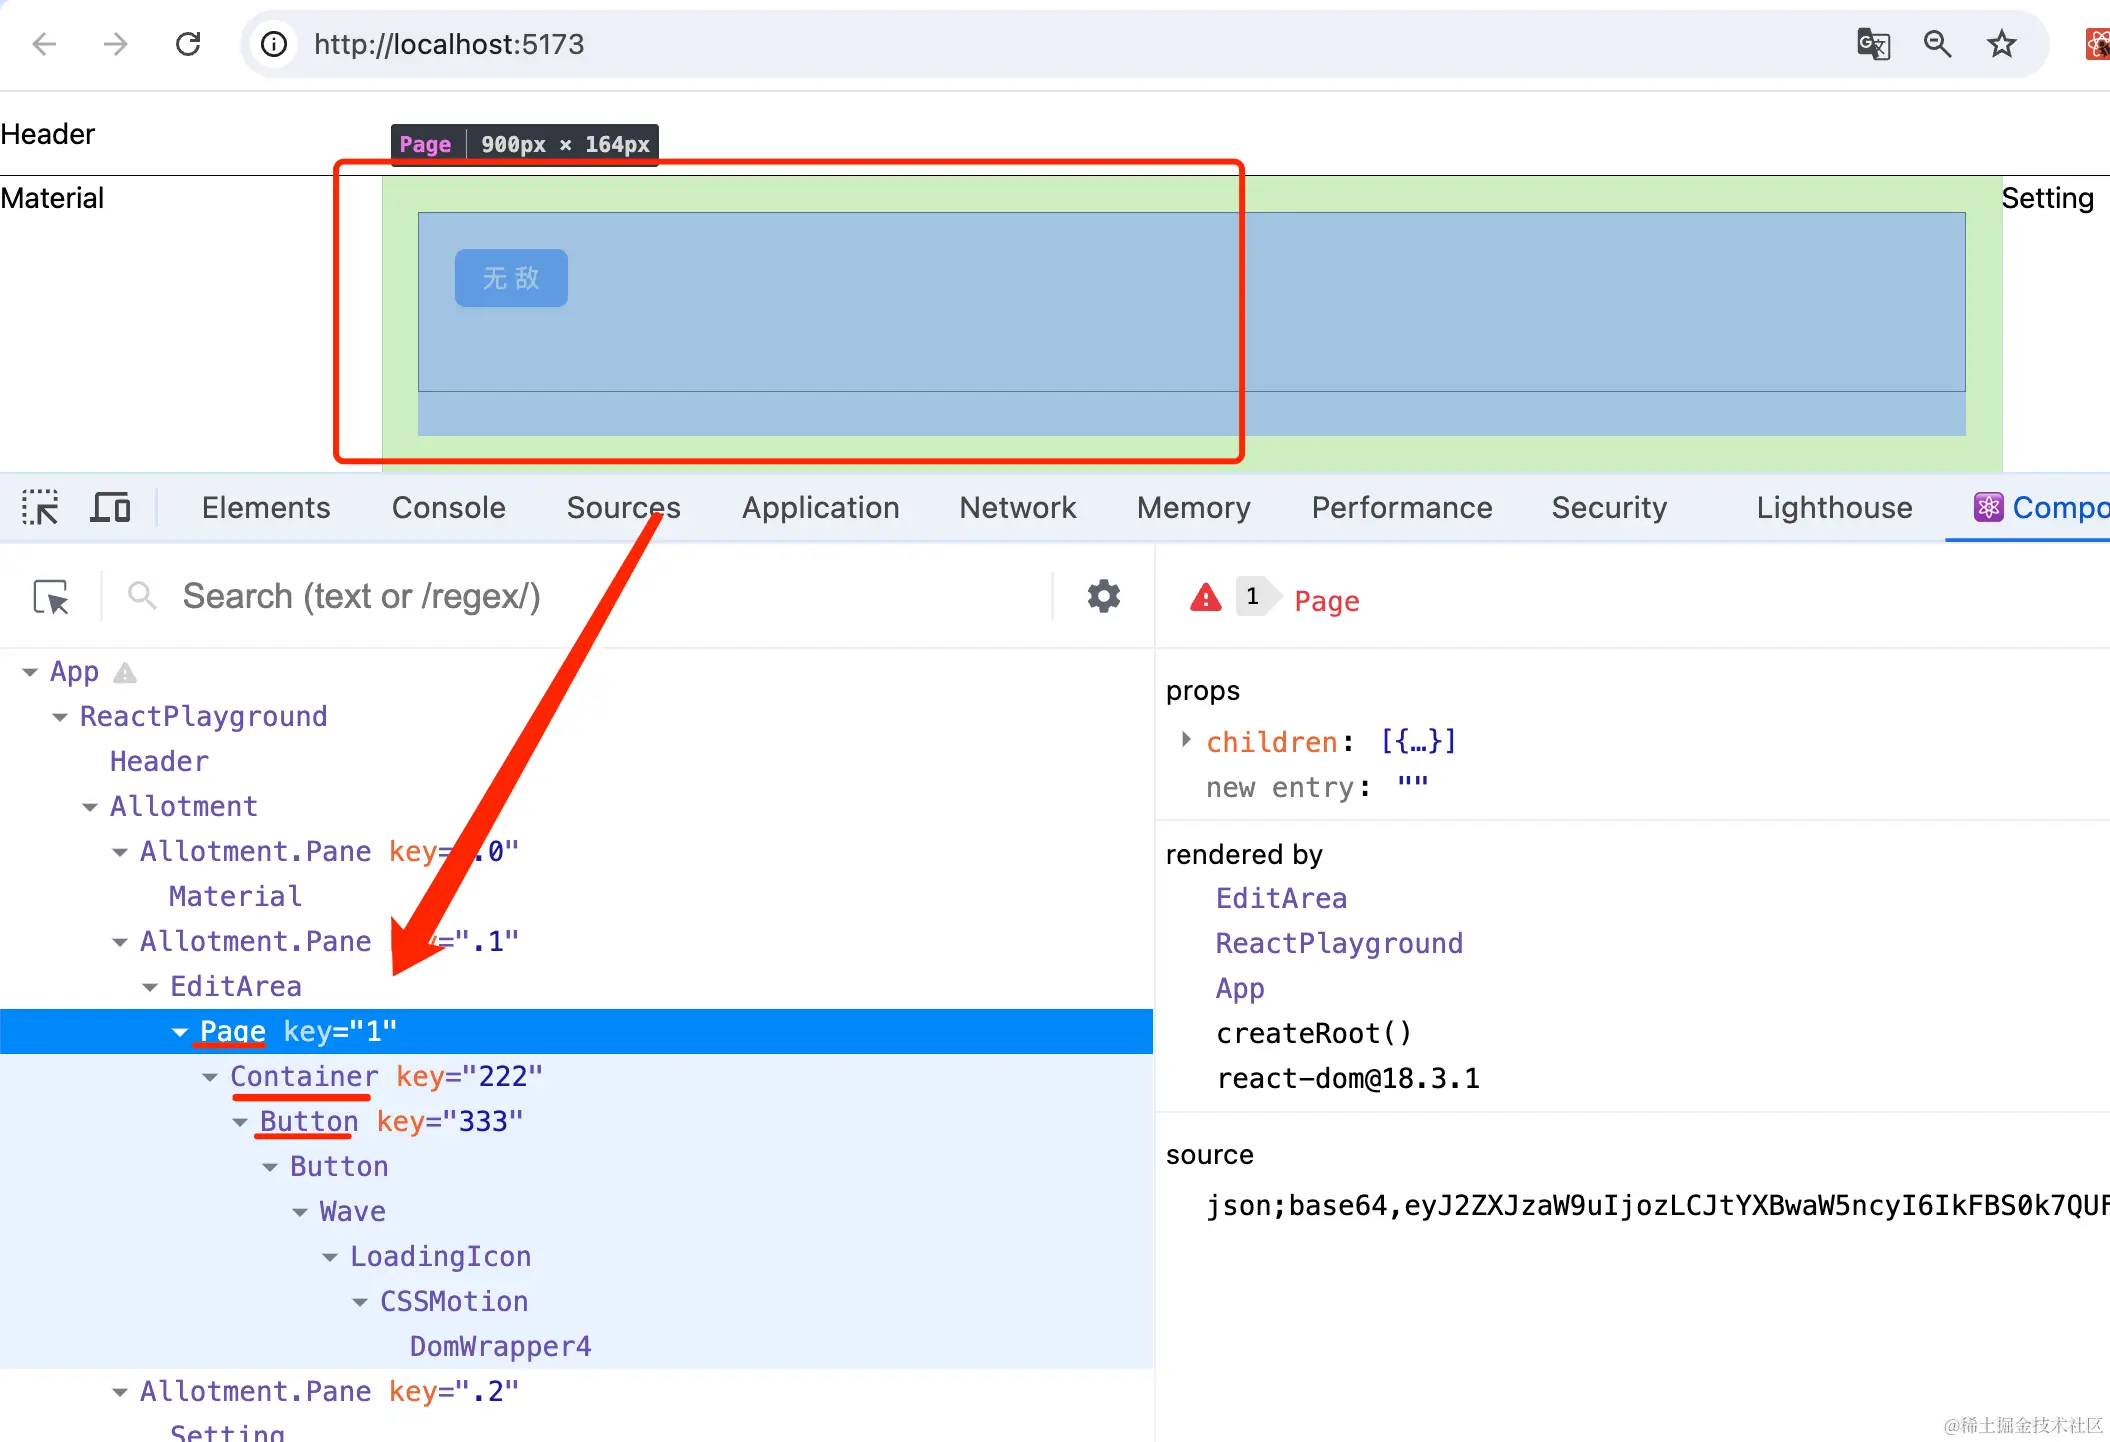 http://localhost:5173
Header
Page 900px × 164px
Material
Setting
无 敌
Elements Console Sources Application Network Memory Performance Security Lighthouse Compo
Search (text or /regex/)
1 Page
App
ReactPlayground
Header
Allotment
Allotment.Pane key=".0"
Material
Allotment.Pane key=".1"
EditArea
Page key="1"
Container key="222"
Button key="333"
Button
Wave
LoadingIcon
CSSMotion
DomWrapper4
Allotment.Pane key=".2"
Setting
props
children: [{…}]
new entry: ""
rendered by
EditArea
ReactPlayground
App
createRoot()
react-dom@18.3.1
source
json;base64,eyJ2ZXJzaW9uIjozLCJtYXBwaW5ncyI6IkFBS0k7QUF
@稀土掘金技术社区